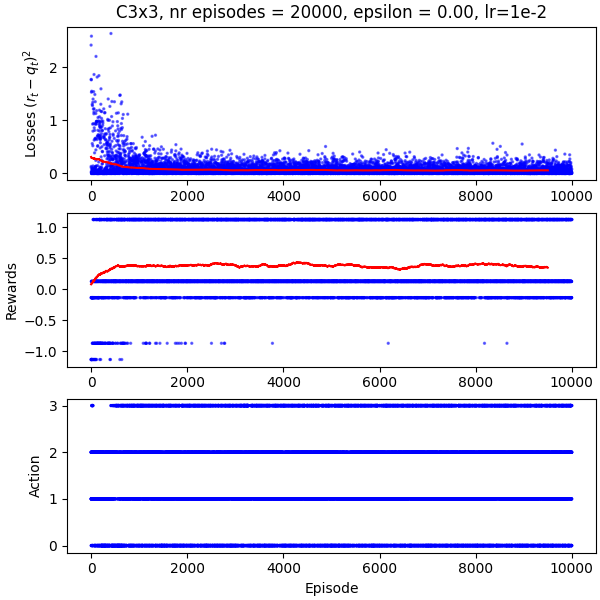 C3x3, nr episodes = 20000, epsilon = 0.00, lr=1e-2
Losses $(r_t - q_t)^2$
2
1
0
0 2000 4000 6000 8000 10000
Rewards
1.0
0.5
0.0
−0.5
−1.0
0 2000 4000 6000 8000 10000
Action
3
2
1
0
0 2000 4000 6000 8000 10000
Episode